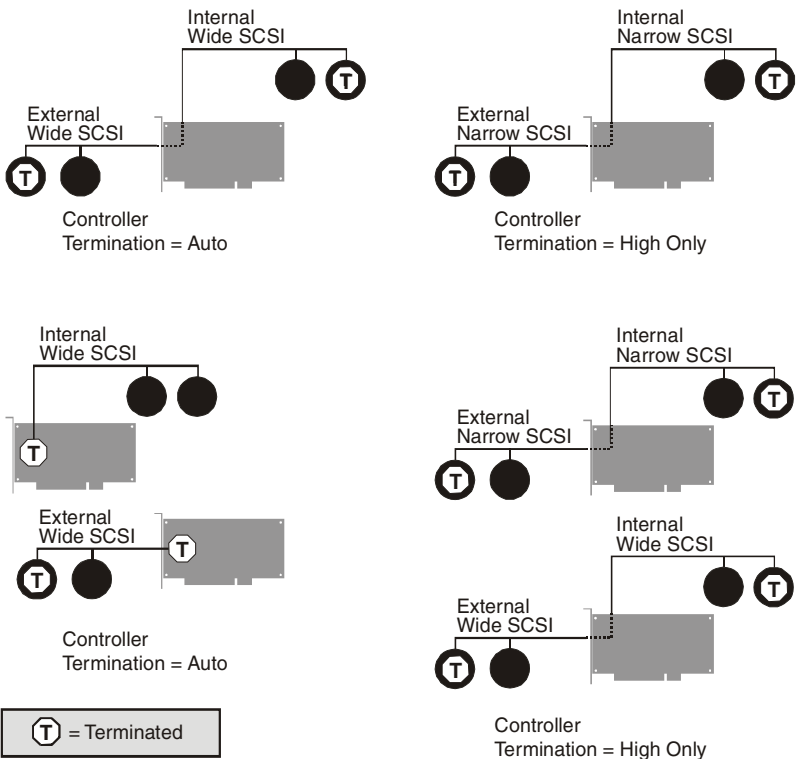 Internal
Wide SCSI
T
External
Wide SCSI
T
Controller
Termination = Auto
Internal
Narrow SCSI
T
External
Narrow SCSI
T
Controller
Termination = High Only
Internal
Wide SCSI
T
External
Wide SCSI
T
T
Controller
Termination = Auto
T = Terminated
Internal
Narrow SCSI
T
External
Narrow SCSI
T
Internal
Wide SCSI
T
External
Wide SCSI
T
Controller
Termination = High Only